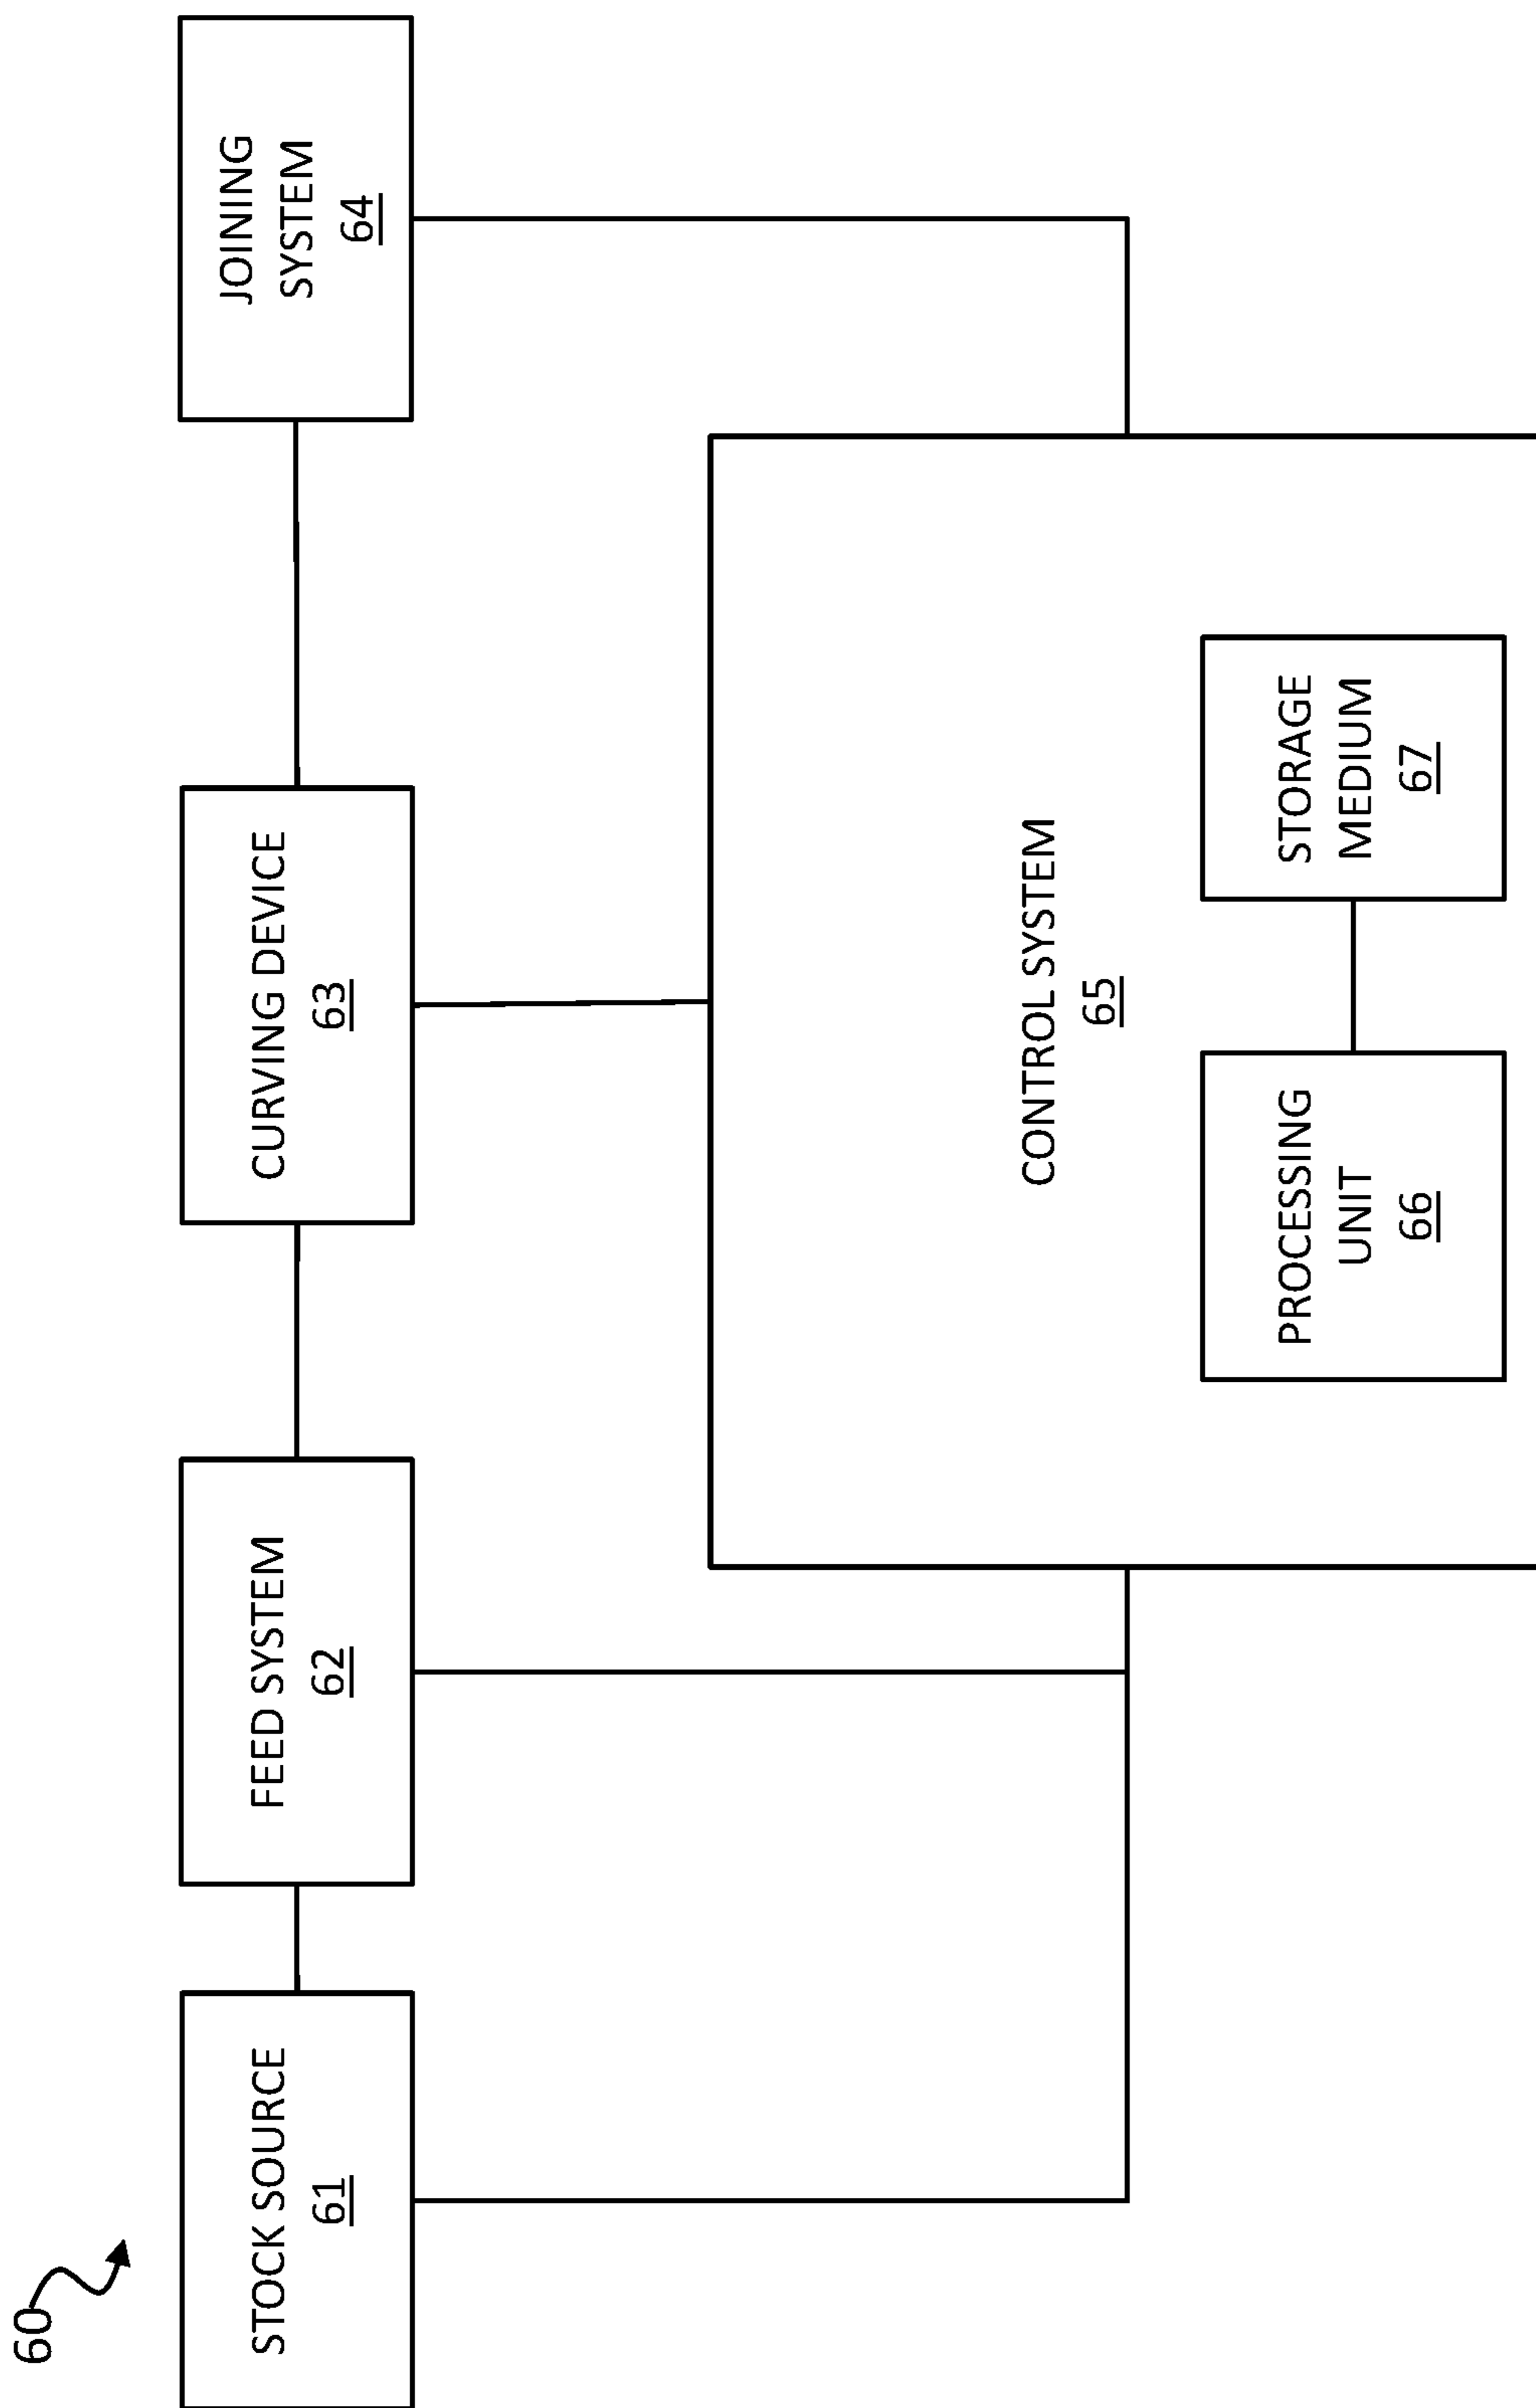 60
STOCK SOURCE
61
FEED SYSTEM
62
CURVING DEVICE
63
JOINING
SYSTEM
64
CONTROL SYSTEM
65
PROCESSING
UNIT
66
STORAGE
MEDIUM
67